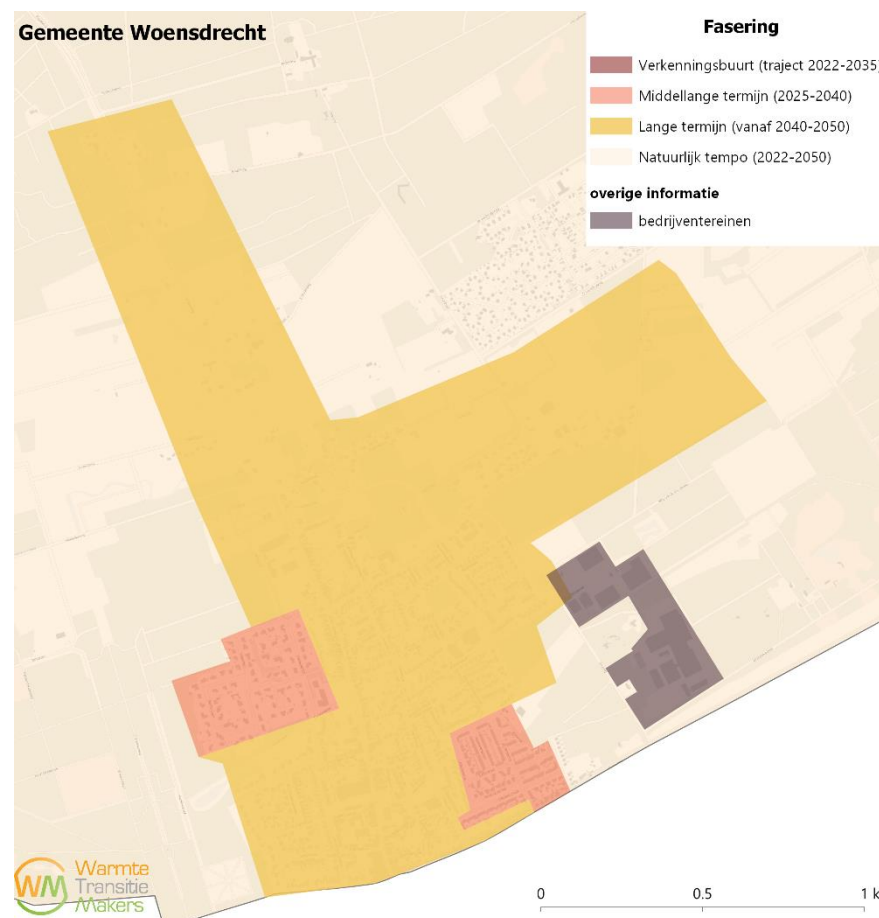 Gemeente Woensdrecht
Fasering
Verkenningsbuurt (traject 2022-2035)
Middellange termijn (2025-2040)
Lange termijn (vanaf 2040-2050)
Natuurlijk tempo (2022-2050)
overige informatie
bedrijventereinen
WM Warmte
Transitie
Makers
0 0.5 1 k